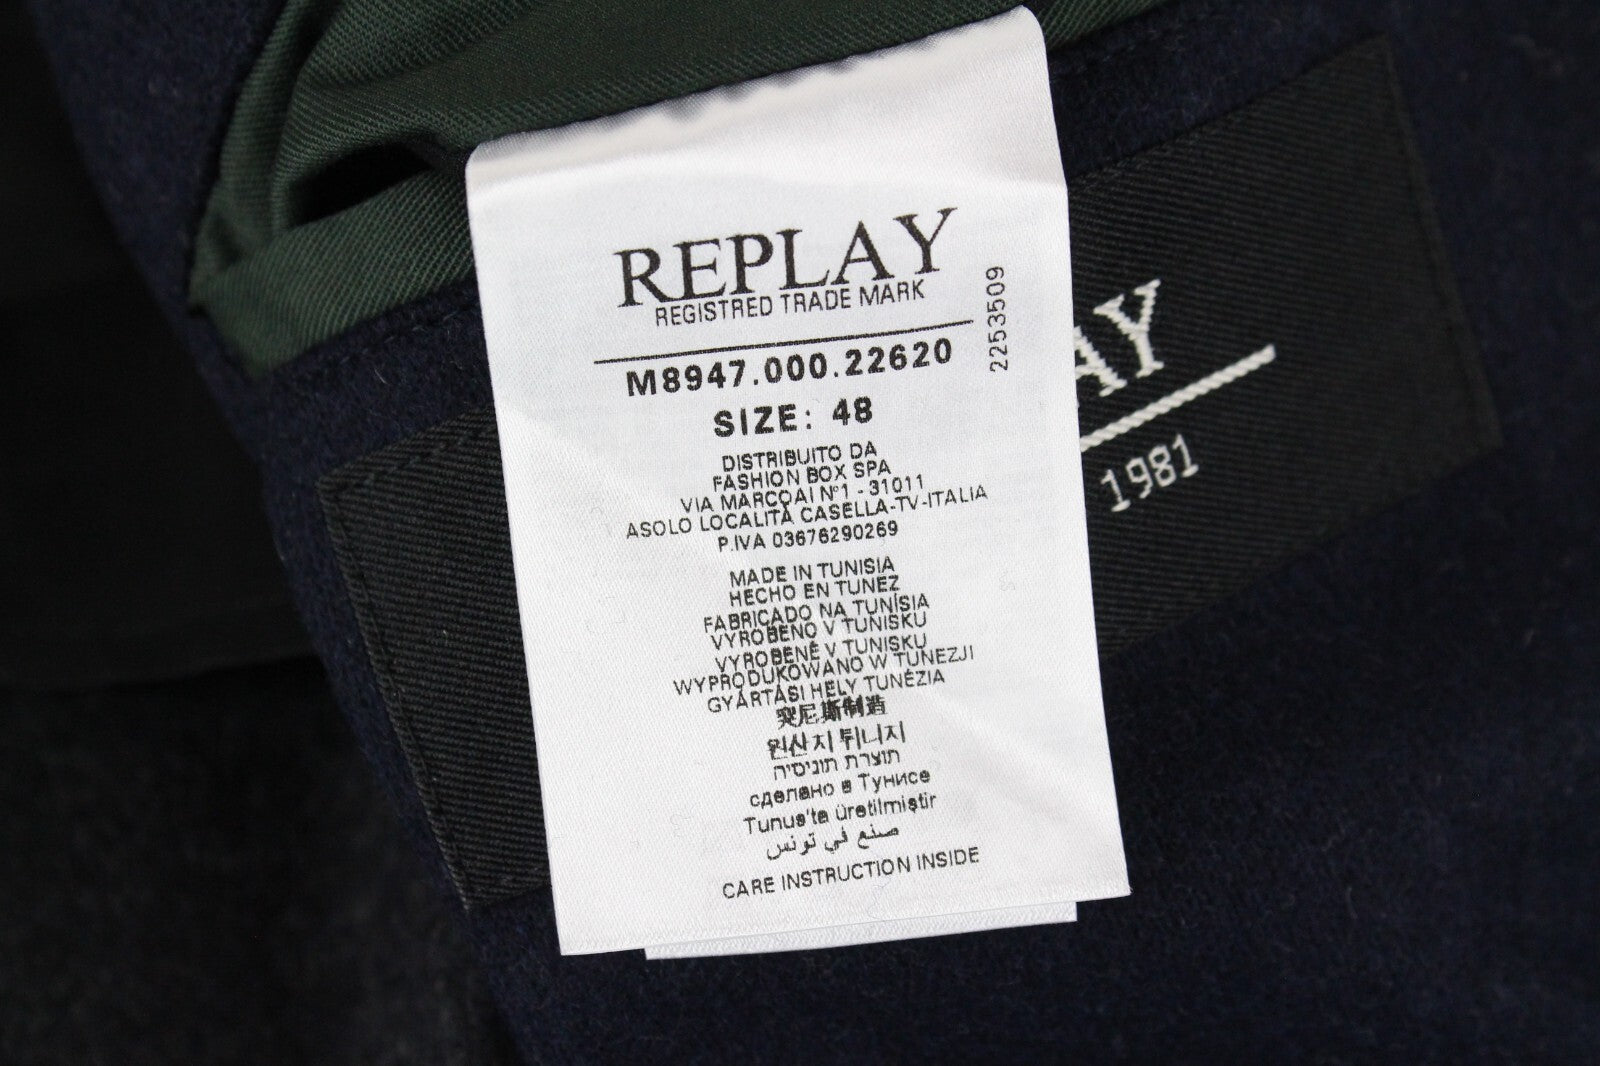 REPLAY
REGISTRED TRADE MARK
2253509
M8947.000.22620
SIZE: 48
DISTRIBUITO DA
FASHION BOX SPA
VIA MARCOAI N°1 - 31011
ASOLO LOCALITÀ CASELLA-TV-ITALIA
P.IVA 03676290269
MADE IN TUNISIA
HECHO EN TUNEZ
FABRICADO NA TUNÍSIA
VYROBENO V TUNISKU
VYROBENÉ V TUNISKU
WYPRODUKOWANO W TUNEZJI
GYÁRTÁSI HELY TUNÉZIA
突尼斯制造
원산지 튀니지
תוצרת תוניסיה
сделано в Тунисе
Tunus'ta üretilmiştir
صنع في تونس
CARE INSTRUCTION INSIDE
AY
1981